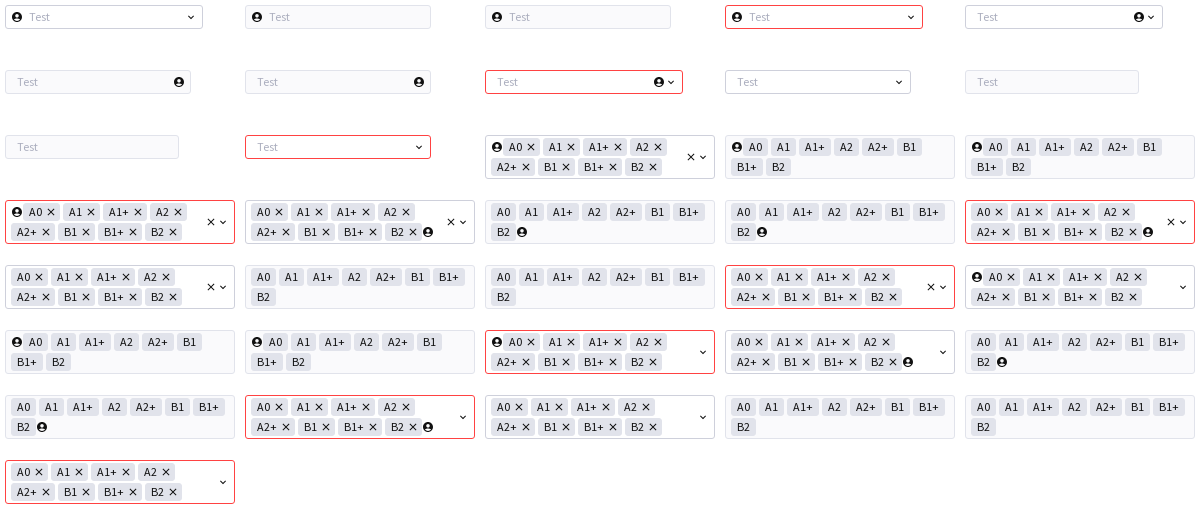 Test
Test
Test
Test
Test
Test
Test
Test
Test
Test
Test
Test
A0 A1 A1+ A2
A2+ B1 B1+ B2
A0 A1 A1+ A2 A2+ B1
B1+ B2
A0 A1 A1+ A2 A2+ B1
B1+ B2
A0 A1 A1+ A2
A2+ B1 B1+ B2
A0 A1 A1+ A2
A2+ B1 B1+ B2
A0 A1 A1+ A2 A2+ B1 B1+
B2
A0 A1 A1+ A2 A2+ B1 B1+
B2
A0 A1 A1+ A2
A2+ B1 B1+ B2
A0 A1 A1+ A2
A2+ B1 B1+ B2
A0 A1 A1+ A2 A2+ B1 B1+
B2
A0 A1 A1+ A2 A2+ B1 B1+
B2
A0 A1 A1+ A2
A2+ B1 B1+ B2
A0 A1 A1+ A2
A2+ B1 B1+ B2
A0 A1 A1+ A2 A2+ B1
B1+ B2
A0 A1 A1+ A2 A2+ B1
B1+ B2
A0 A1 A1+ A2
A2+ B1 B1+ B2
A0 A1 A1+ A2
A2+ B1 B1+ B2
A0 A1 A1+ A2 A2+ B1 B1+
B2
A0 A1 A1+ A2 A2+ B1 B1+
B2
A0 A1 A1+ A2
A2+ B1 B1+ B2
A0 A1 A1+ A2
A2+ B1 B1+ B2
A0 A1 A1+ A2 A2+ B1 B1+
B2
A0 A1 A1+ A2 A2+ B1 B1+
B2
A0 A1 A1+ A2
A2+ B1 B1+ B2